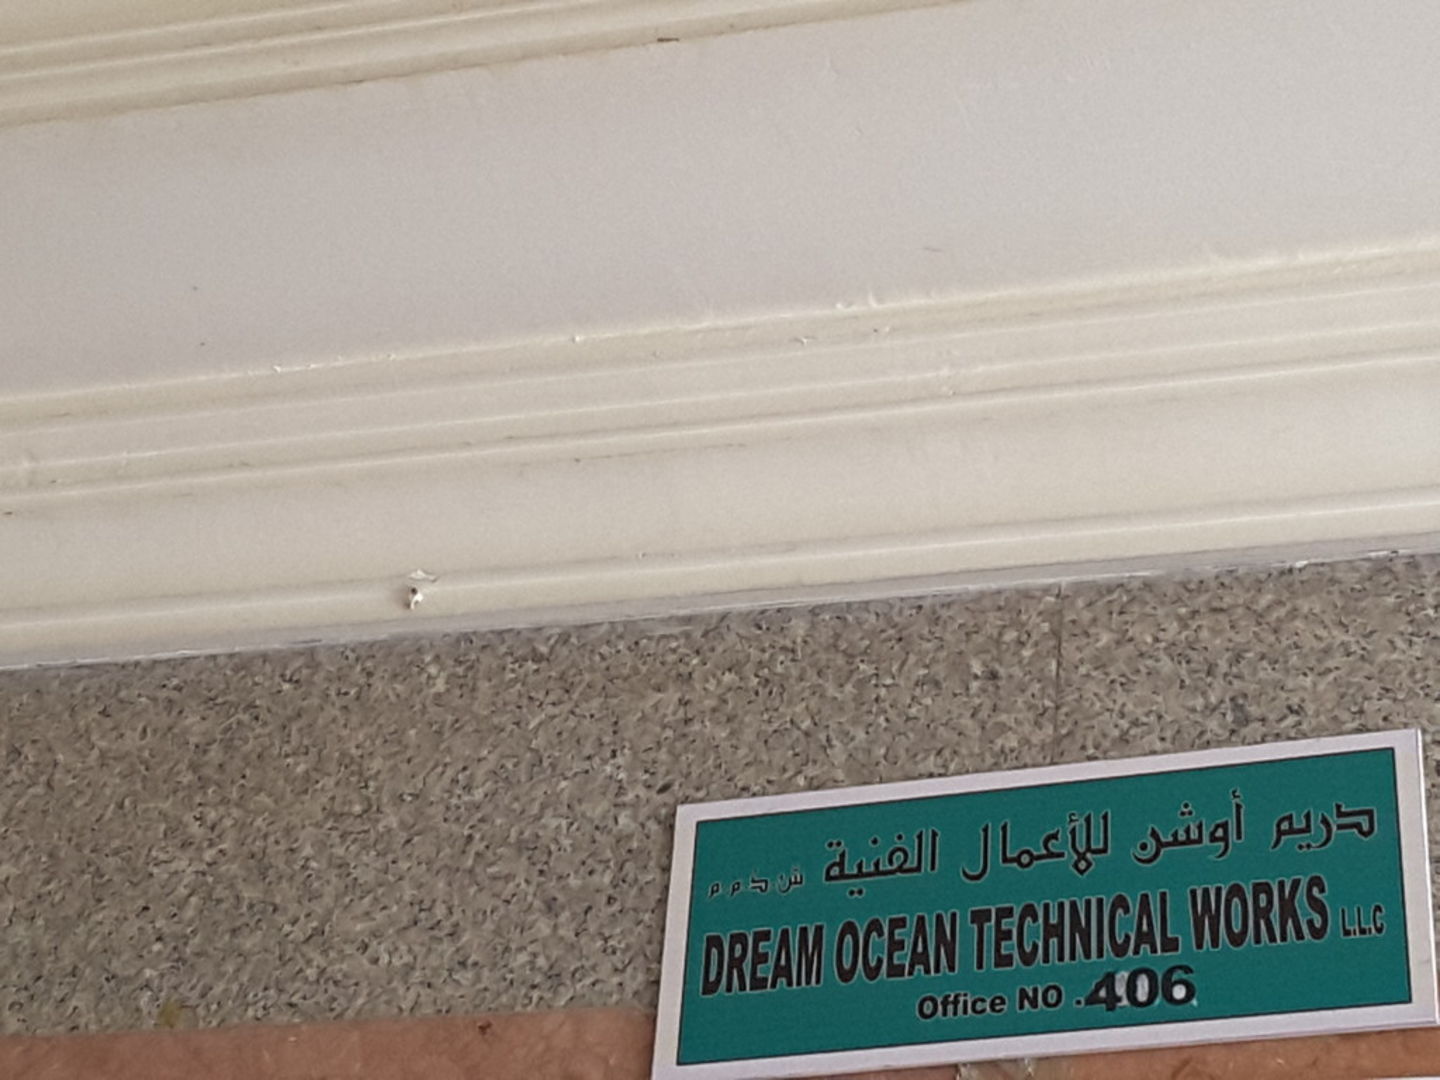 دريم أوشن للأعمال الفنية ش.ذ.م.م
DREAM OCEAN TECHNICAL WORKS L.L.C
Office NO .406